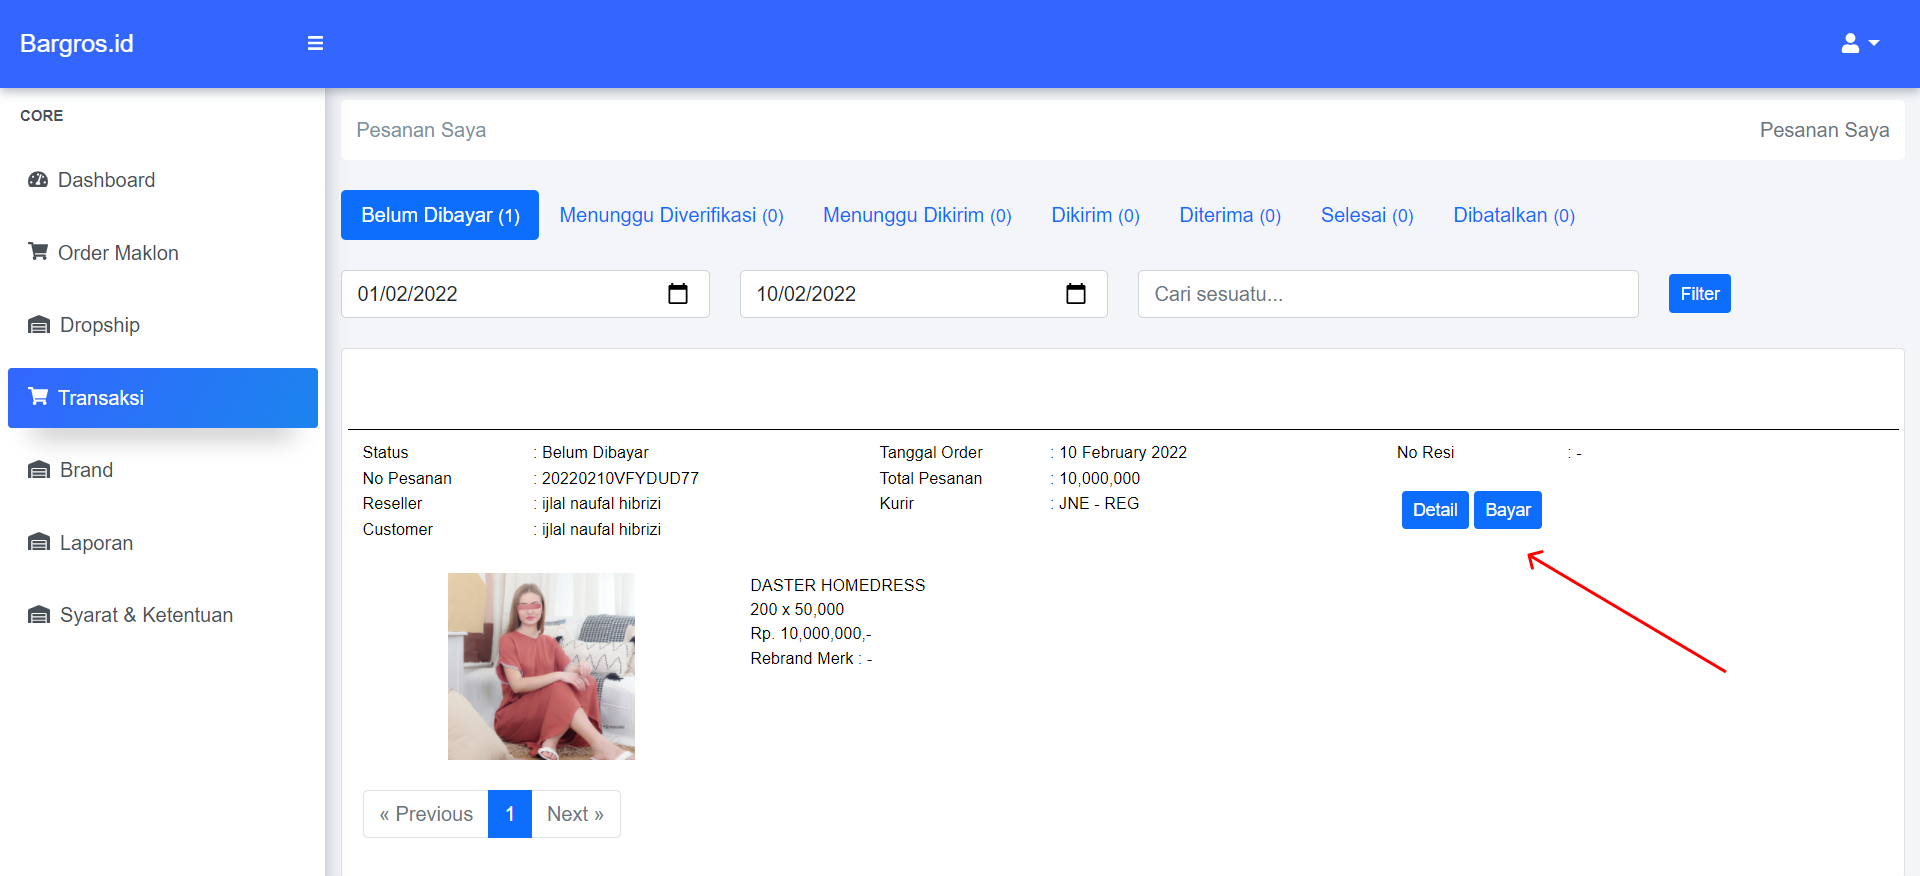 Bargros.id
CORE
Dashboard
Order Maklon
Dropship
Transaksi
Brand
Laporan
Syarat & Ketentuan
Pesanan Saya
Pesanan Saya
Belum Dibayar (1)
Menunggu Diverifikasi (0)
Menunggu Dikirim (0)
Dikirim (0)
Diterima (0)
Selesai (0)
Dibatalkan (0)
01/02/2022
10/02/2022
Cari sesuatu...
Filter
Status : Belum Dibayar
No Pesanan : 20220210VFYDUD77
Reseller : ijlal naufal hibrizi
Customer : ijlal naufal hibrizi
Tanggal Order : 10 February 2022
Total Pesanan : 10,000,000
Kurir : JNE - REG
No Resi : -
Detail
Bayar
DASTER HOMEDRESS
200 x 50,000
Rp. 10,000,000,-
Rebrand Merk : -
« Previous
1
Next »